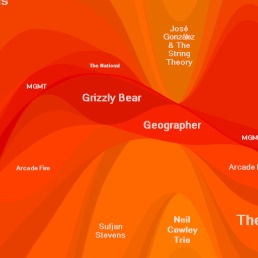 s
José
González
& The
String
Theory
The National
MGMT
Grizzly Bear
Geographer
MGM
Arcade Fire
Arcade F
The
Sufjan
Stevens
Neil
Cowley
Trio